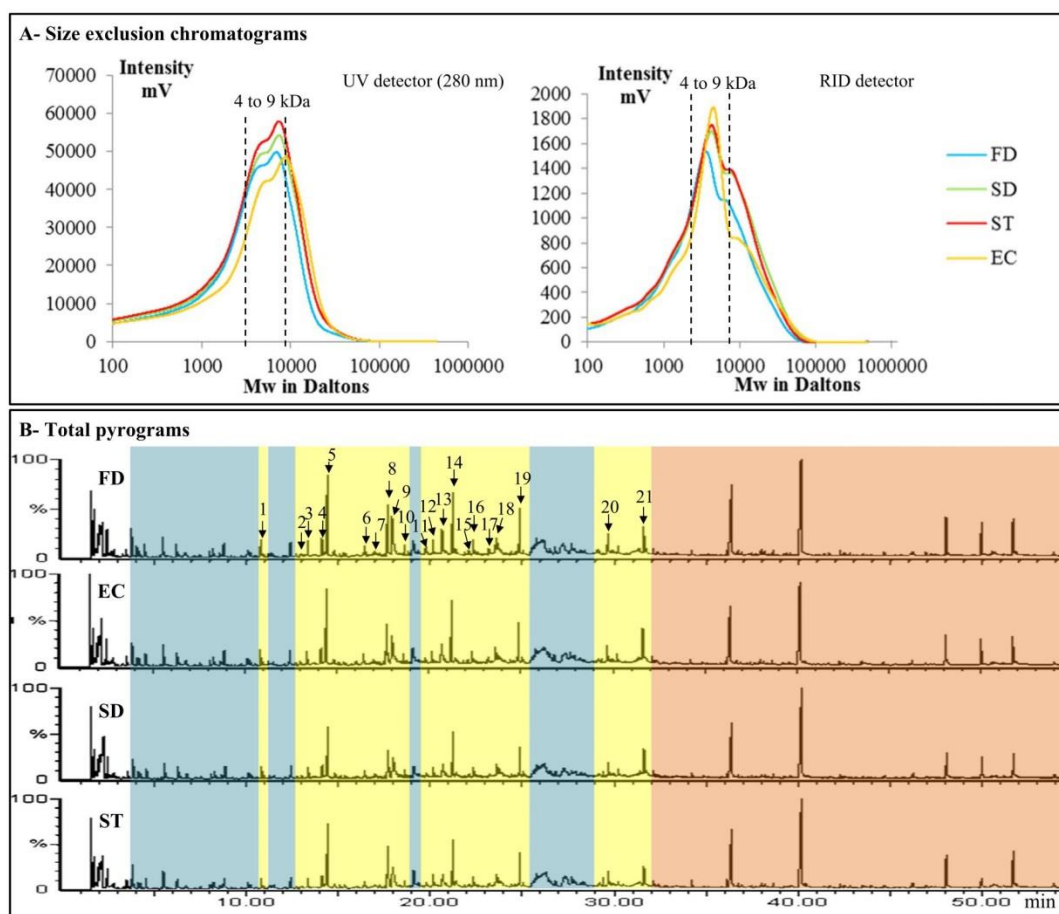 A- Size exclusion chromatograms
Intensity
mV
UV detector (280 nm)
4 to 9 kDa
70000
60000
50000
40000
30000
20000
10000
0
100 1000 10000 100000 1000000
Mw in Daltons
Intensity
mV
RID detector
4 to 9 kDa
2000
1800
1600
1400
1200
1000
800
600
400
200
0
100 1000 10000 100000 1000000
Mw in Daltons
FD
SD
ST
EC
B- Total pyrograms
100
%
0
FD
1 2 3 4 5 6 7 8 9 10 11 12 13 14 15 16 17 18 19 20 21
100
%
0
EC
100
%
0
SD
100
%
0
ST
10.00 20.00 30.00 40.00 50.00 min